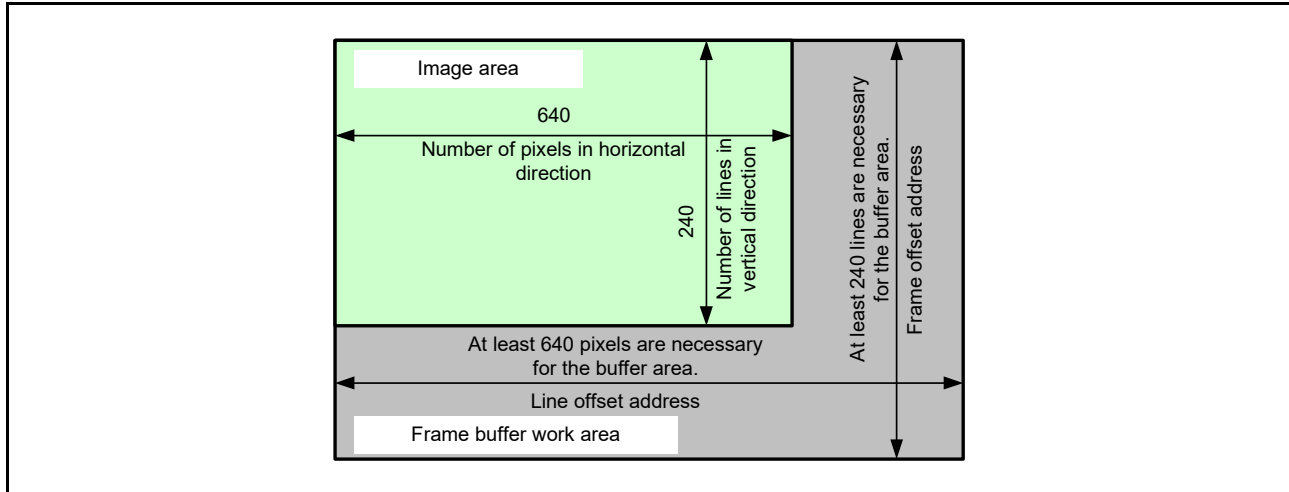 Image area
640
Number of pixels in horizontal
direction
240
Number of lines in
vertical direction
At least 240 lines are necessary
for the buffer area.
Frame offset address
At least 640 pixels are necessary
for the buffer area.
Line offset address
Frame buffer work area